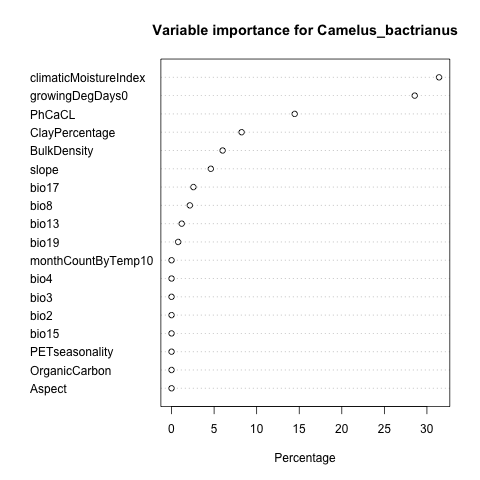 Variable importance for Camelus_bactrianus
climaticMoistureIndex
growingDegDays0
PhCaCL
ClayPercentage
BulkDensity
slope
bio17
bio8
bio13
bio19
monthCountByTemp10
bio4
bio3
bio2
bio15
PETseasonality
OrganicCarbon
Aspect
0 5 10 15 20 25 30
Percentage